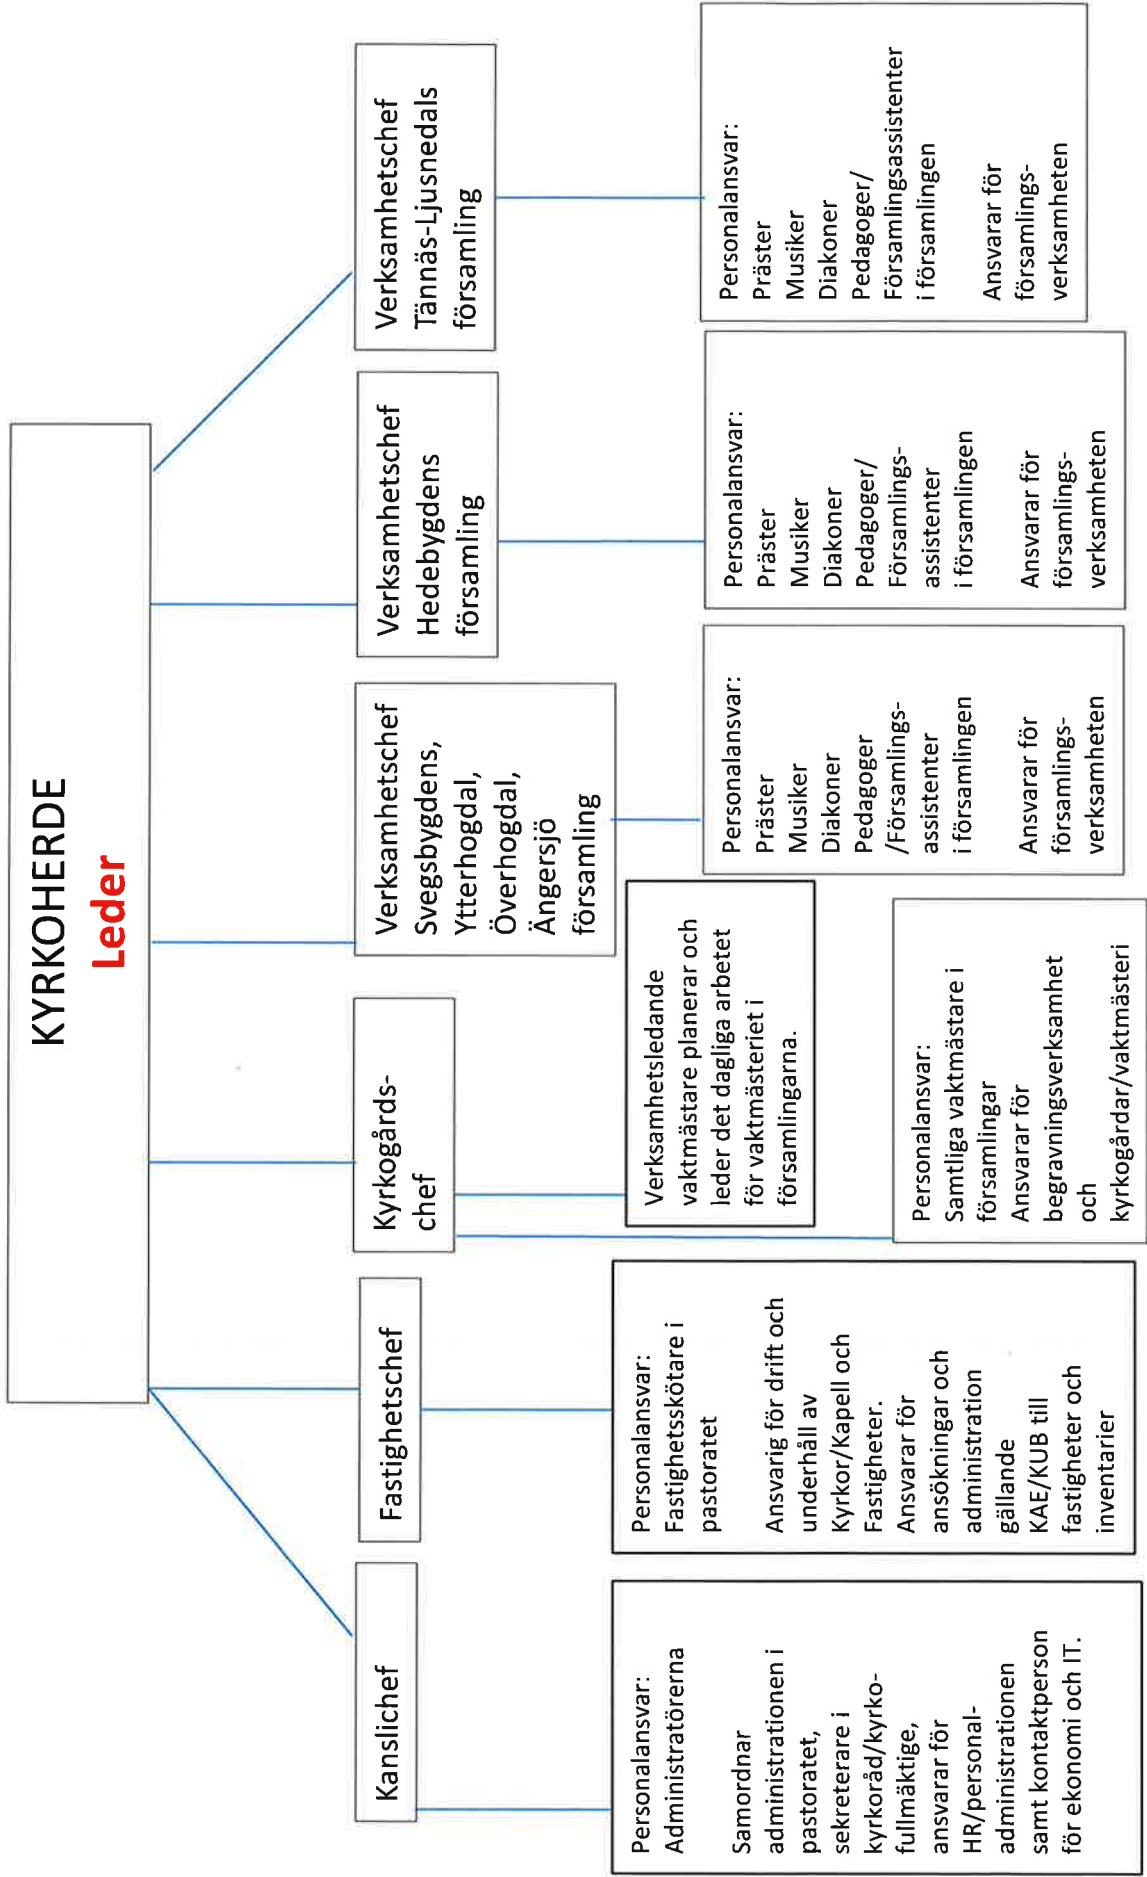 KYRKOHERDE
Leder
Kanslichef
Fastighetschef
Kyrkogårds-
chef
Verksamhetschef
Svegsbygdens,
Ytterhogdal,
Överhogdal,
Ängersjö
församling
Verksamhetschef
Hedebygdens
församling
Verksamhetschef
Tännäs-Ljusnedals
församling
Personalansvar:
Administratörerna
Samordnar
administrationen i
pastoratet,
sekreterare i
kyrkoråd/kyrko-
fullmäktige,
ansvarar för
HR/personal-
administrationen
samt kontaktperson
för ekonomi och IT.
Personalansvar:
Fastighetsskötare i
pastoratet
Ansvarig för drift och
underhåll av
Kyrkor/Kapell och
Fastigheter.
Ansvarar för
ansökningar och
administration
gällande
KAE/KUB till
fastigheter och
inventarier
Verksamhetsledande
vaktmästare planerar och
leder det dagliga arbetet
för vaktmästeriet i
församlingarna.
Personalansvar:
Samtliga vaktmästare i
församlingar
Ansvarar för
begravningsverksamhet
och
kyrkogårdar/vaktmästeri
Personalansvar:
Präster
Musiker
Diakoner
Pedagoger
/Församlings-
assistenter
i församlingen
Ansvarar för
församlings-
verksamheten
Personalansvar:
Präster
Musiker
Diakoner
Pedagoger/
Församlings-
assistenter
i församlingen
Ansvarar för
församlings-
verksamheten
Personalansvar:
Präster
Musiker
Diakoner
Pedagoger/
Församlingsassistenter
i församlingen
Ansvarar för
församlings-
verksamheten